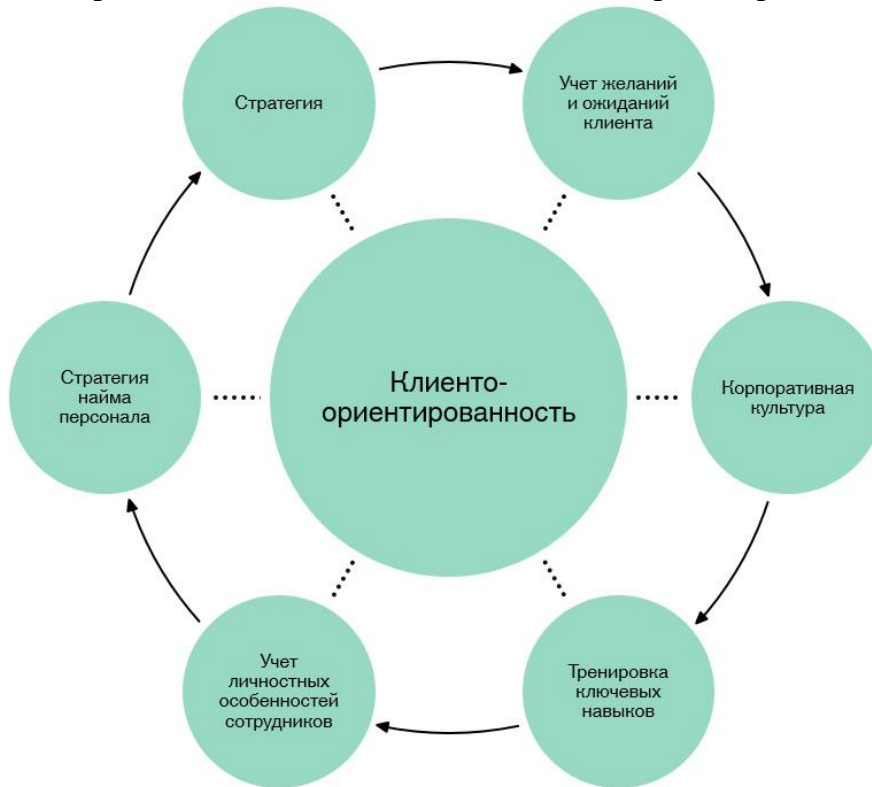 Стратегия
Учет желаний
и ожиданий
клиента
Стратегия
найма
персонала
Клиенто-
ориентированность
Корпоративная
культура
Учет
личностных
особенностей
сотрудников
Тренировка
ключевых
навыков